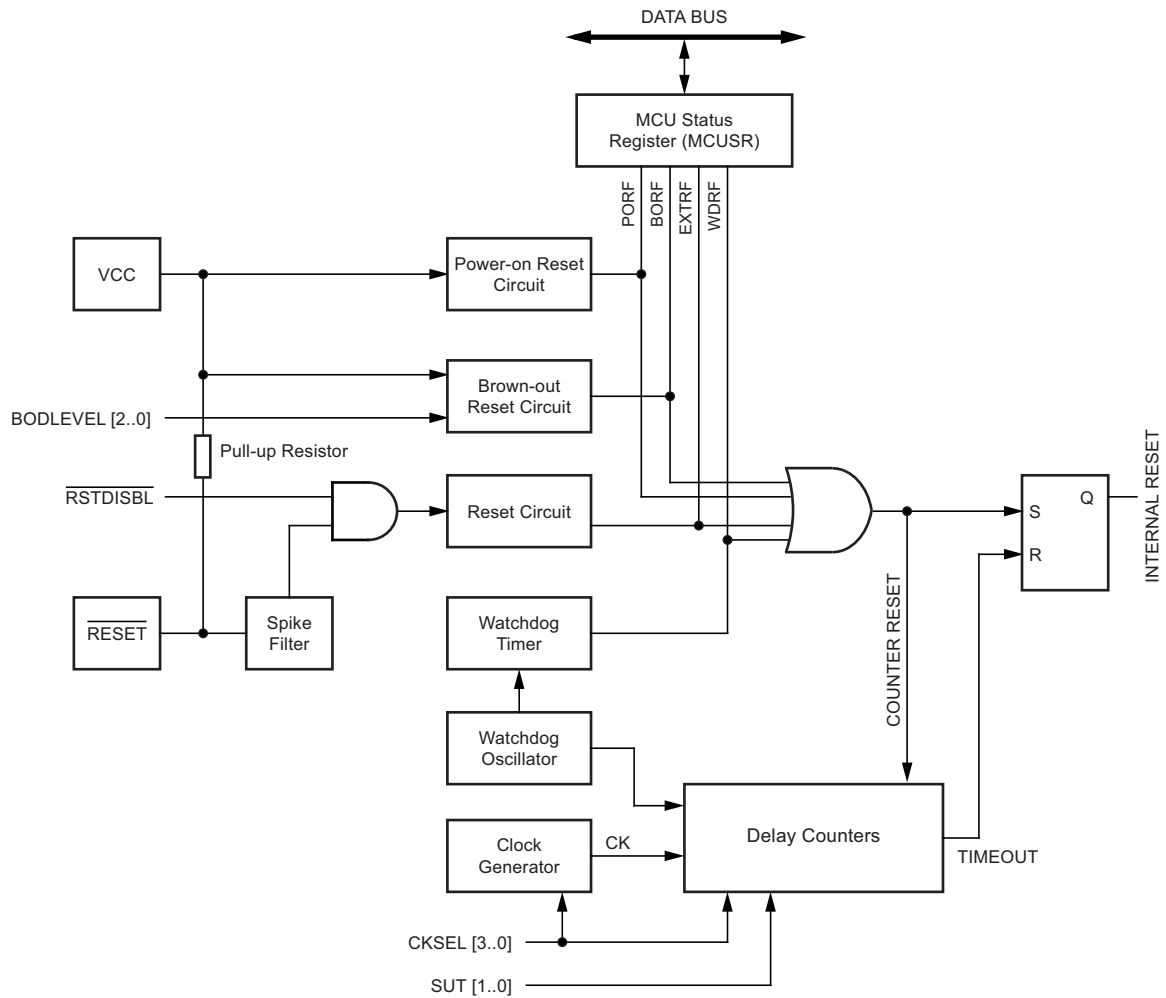 DATA BUS
MCU Status
Register (MCUSR)
PORF
BORF
EXTRF
WDRF
VCC
Power-on Reset
Circuit
Brown-out
Reset Circuit
BODLEVEL [2..0]
Pull-up Resistor
RSTDISBL
Reset Circuit
S
Q
R
INTERNAL RESET
RESET
Spike
Filter
Watchdog
Timer
COUNTER RESET
Watchdog
Oscillator
Clock
Generator
CK
Delay Counters
TIMEOUT
CKSEL [3..0]
SUT [1..0]